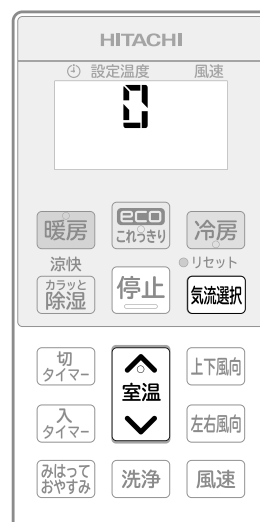 HITACHI
設定温度 風速
0
暖房 eco これっきり 冷房
涼快 リセット
カラッと除湿 停止 気流選択
切タイマー 室温 上下風向
入タイマー 左右風向
みはっておやすみ 洗浄 風速